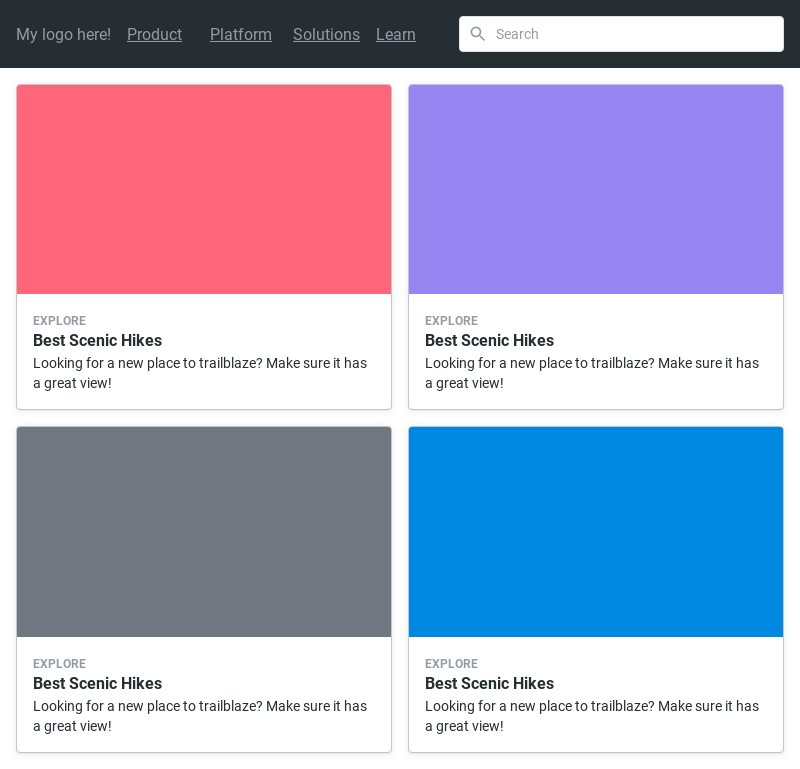 My logo here! Product Platform Solutions Learn Search
EXPLORE
Best Scenic Hikes
Looking for a new place to trailblaze? Make sure it has
a great view!
EXPLORE
Best Scenic Hikes
Looking for a new place to trailblaze? Make sure it has
a great view!
EXPLORE
Best Scenic Hikes
Looking for a new place to trailblaze? Make sure it has
a great view!
EXPLORE
Best Scenic Hikes
Looking for a new place to trailblaze? Make sure it has
a great view!